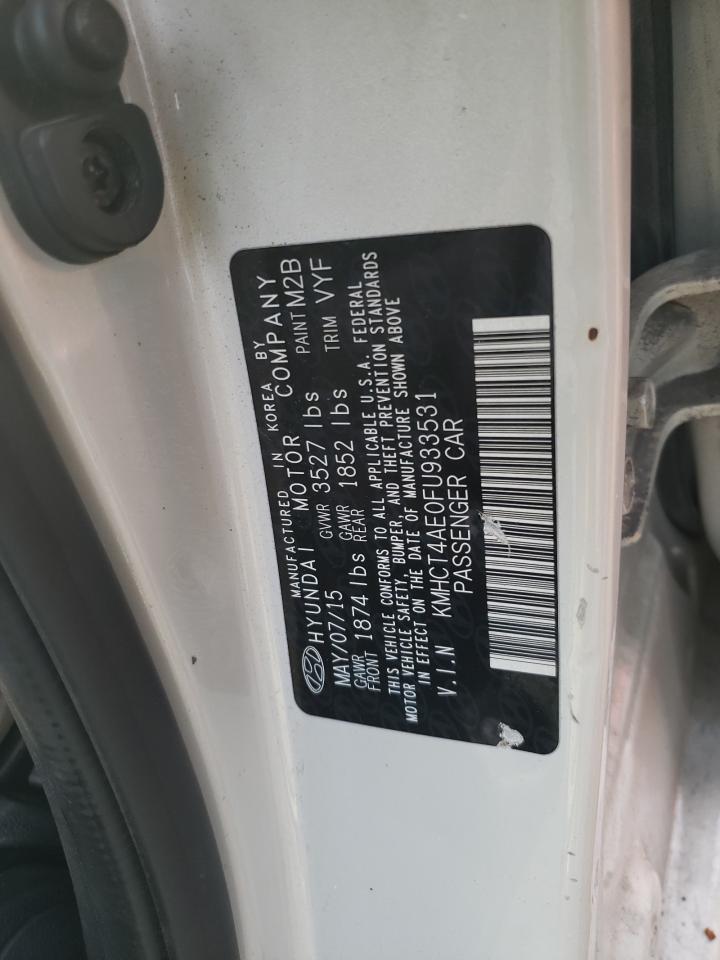 MANUFACTURED IN KOREA BY
HYUNDAI MOTOR COMPANY
MAY/07/15 GVWR 3527 lbs PAINT M2B
GAWR FRONT 1874 lbs GAWR REAR 1852 lbs TRIM VYF
THIS VEHICLE CONFORMS TO ALL APPLICABLE U.S.A. FEDERAL
MOTOR VEHICLE SAFETY, BUMPER, AND THEFT PREVENTION STANDARDS
IN EFFECT ON THE DATE OF MANUFACTURE SHOWN ABOVE
V.I.N KMHCT4AE0FU933531
PASSENGER CAR